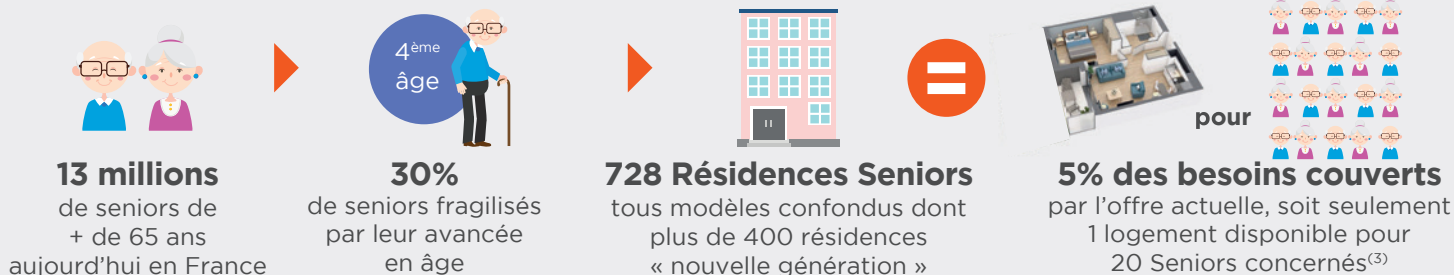 4ème
âge
pour
13 millions
de seniors de
+ de 65 ans
aujourd'hui en France
30%
de seniors fragilisés
par leur avancée
en âge
728 Résidences Seniors
tous modèles confondus dont
plus de 400 résidences
« nouvelle génération »
5% des besoins couverts
par l'offre actuelle, soit seulement
1 logement disponible pour
20 Seniors concernés(3)